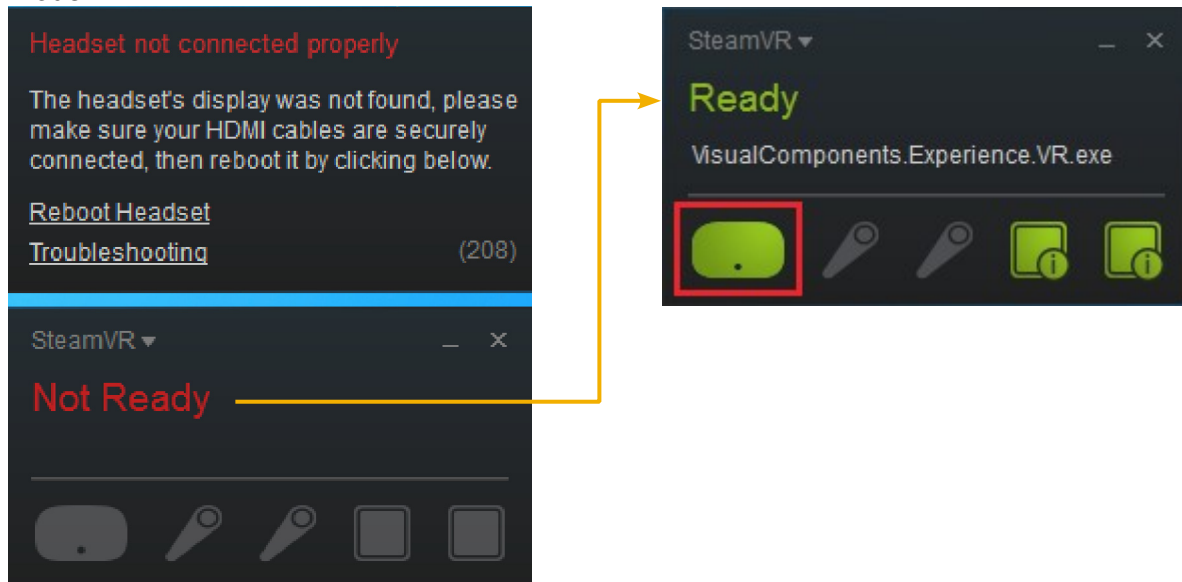 Headset not connected properly
The headset's display was not found, please
make sure your HDMI cables are securely
connected, then reboot it by clicking below.
Reboot Headset
Troubleshooting (208)
SteamVR
Not Ready
SteamVR
Ready
VisualComponents.Experience.VR.exe